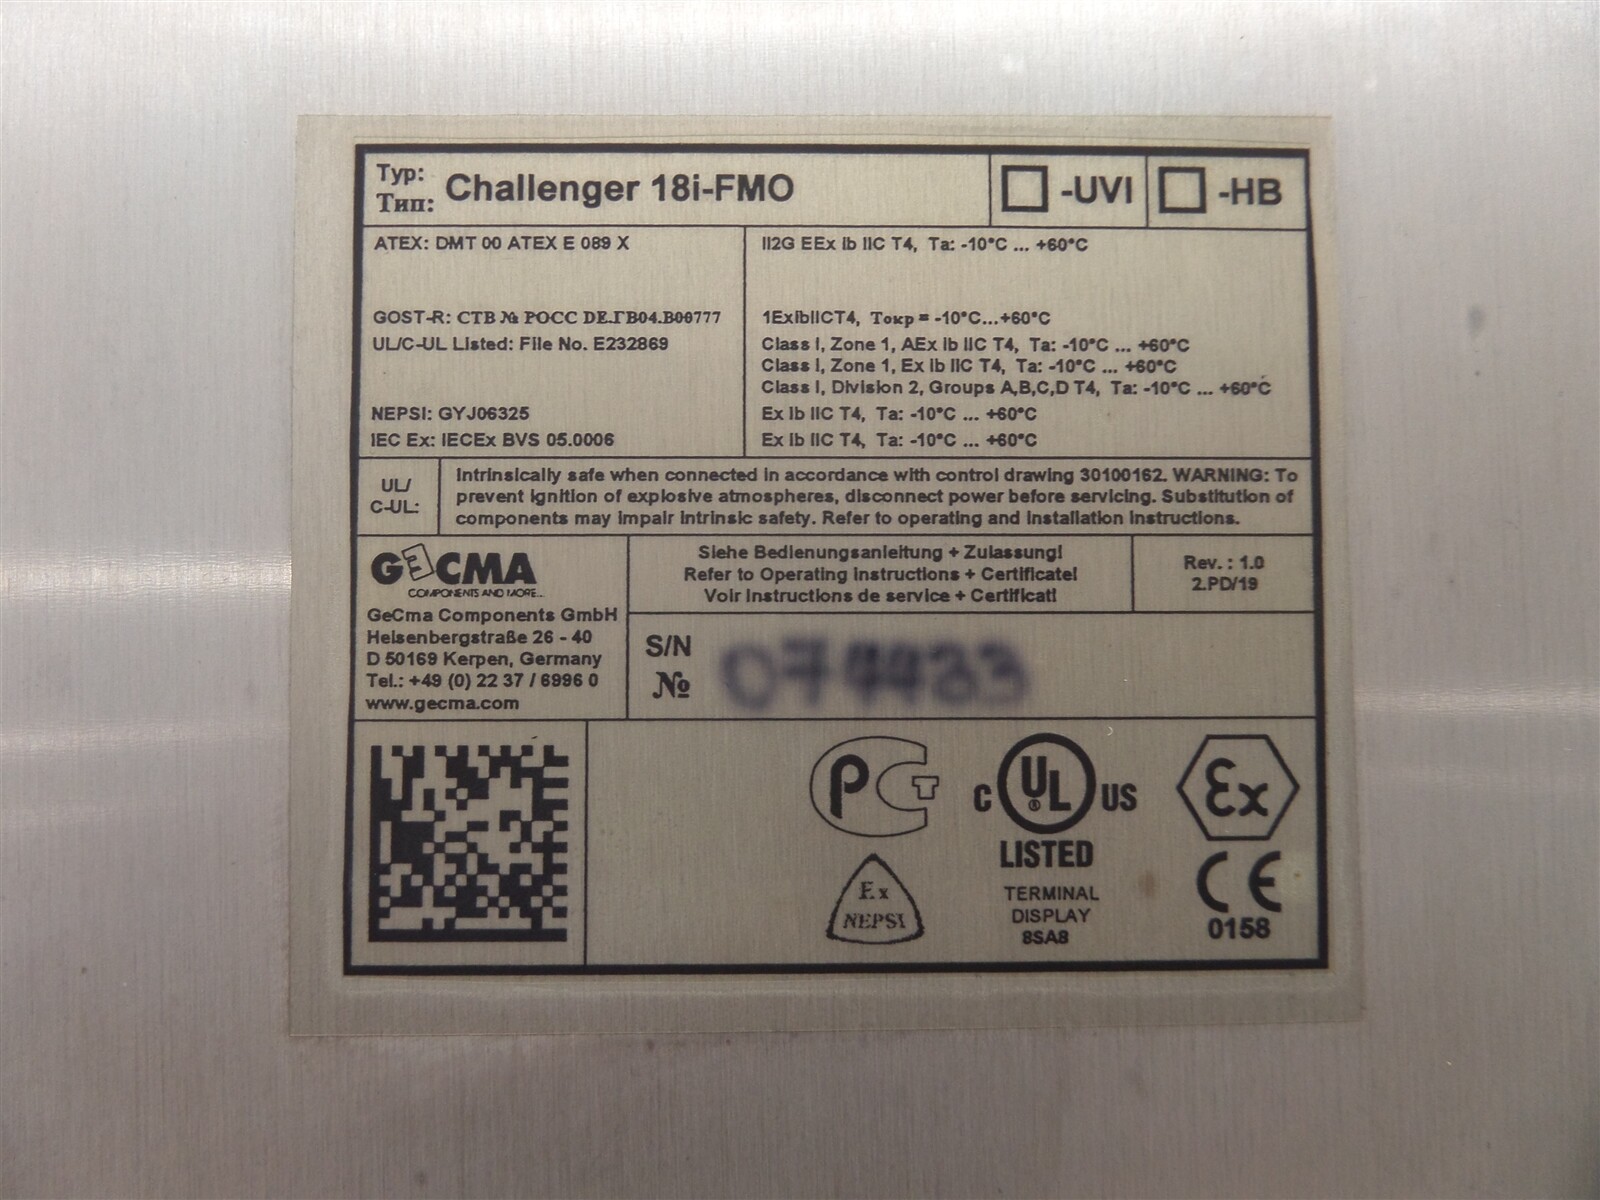 Typ:
Тип:
Challenger 18i-FMO
-UVI
-HB
ATEX: DMT 00 ATEX E 089 X
II2G EEx ib IIC T4, Ta: -10°C ... +60°C
GOST-R: СТВ № РОСС DE.ГБ04.В00777
1ExibIICT4, Токр = -10°C...+60°C
UL/C-UL Listed: File No. E232869
Class I, Zone 1, AEx ib IIC T4, Ta: -10°C ... +60°C
Class I, Zone 1, Ex ib IIC T4, Ta: -10°C ... +60°C
Class I, Division 2, Groups A,B,C,D T4, Ta: -10°C ... +60°C
NEPSI: GYJ06325
Ex ib IIC T4, Ta: -10°C ... +60°C
IEC Ex: IECEx BVS 05.0006
Ex ib IIC T4, Ta: -10°C ... +60°C
UL/
C-UL:
Intrinsically safe when connected in accordance with control drawing 30100162. WARNING: To
prevent ignition of explosive atmospheres, disconnect power before servicing. Substitution of
components may impair intrinsic safety. Refer to operating and installation instructions.
GECMA
COMPONENTS AND MORE...
GeCma Components GmbH
Heisenbergstraße 26 - 40
D 50169 Kerpen, Germany
Tel.: +49 (0) 22 37 / 6996 0
www.gecma.com
Siehe Bedienungsanleitung + Zulassung!
Refer to Operating Instructions + Certificate!
Voir Instructions de service + Certificat!
Rev. : 1.0
2.PD/19
S/N
№
РСТ
C UL US
®
LISTED
TERMINAL
DISPLAY
8SA8
Ex
NEPSI
Ex
CE
0158